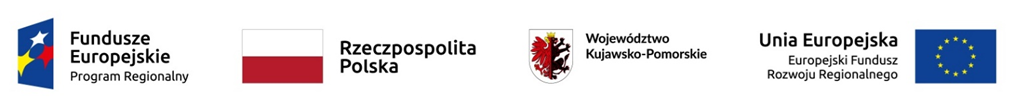 Fundusze
Europejskie
Program Regionalny
Rzeczpospolita
Polska
Województwo
Kujawsko-Pomorskie
Unia Europejska
Europejski Fundusz
Rozwoju Regionalnego